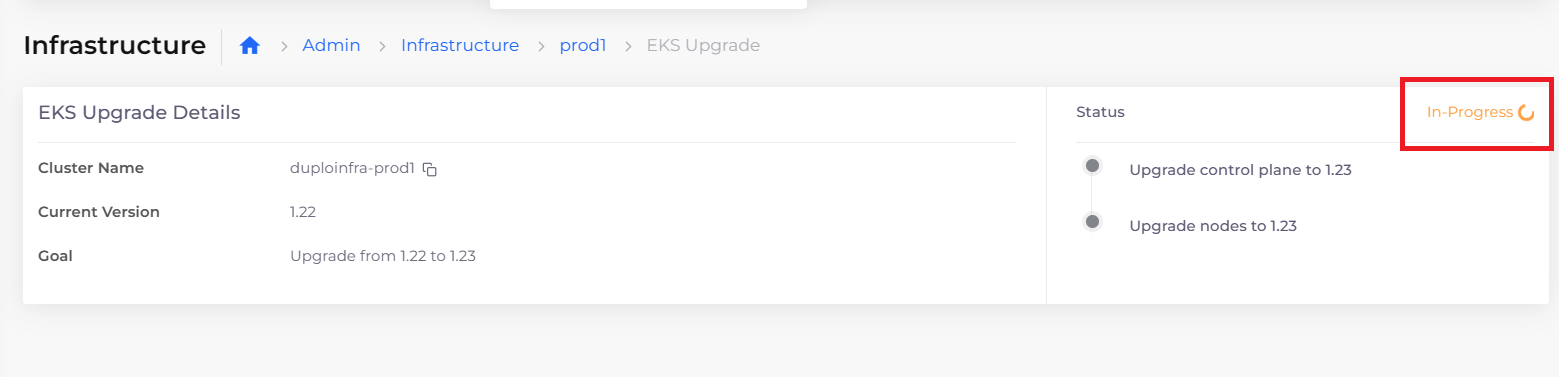 Infrastructure Admin Infrastructure prod1 EKS Upgrade
EKS Upgrade Details
Cluster Name duploinfra-prod1
Current Version 1.22
Goal Upgrade from 1.22 to 1.23
Status In-Progress
Upgrade control plane to 1.23
Upgrade nodes to 1.23